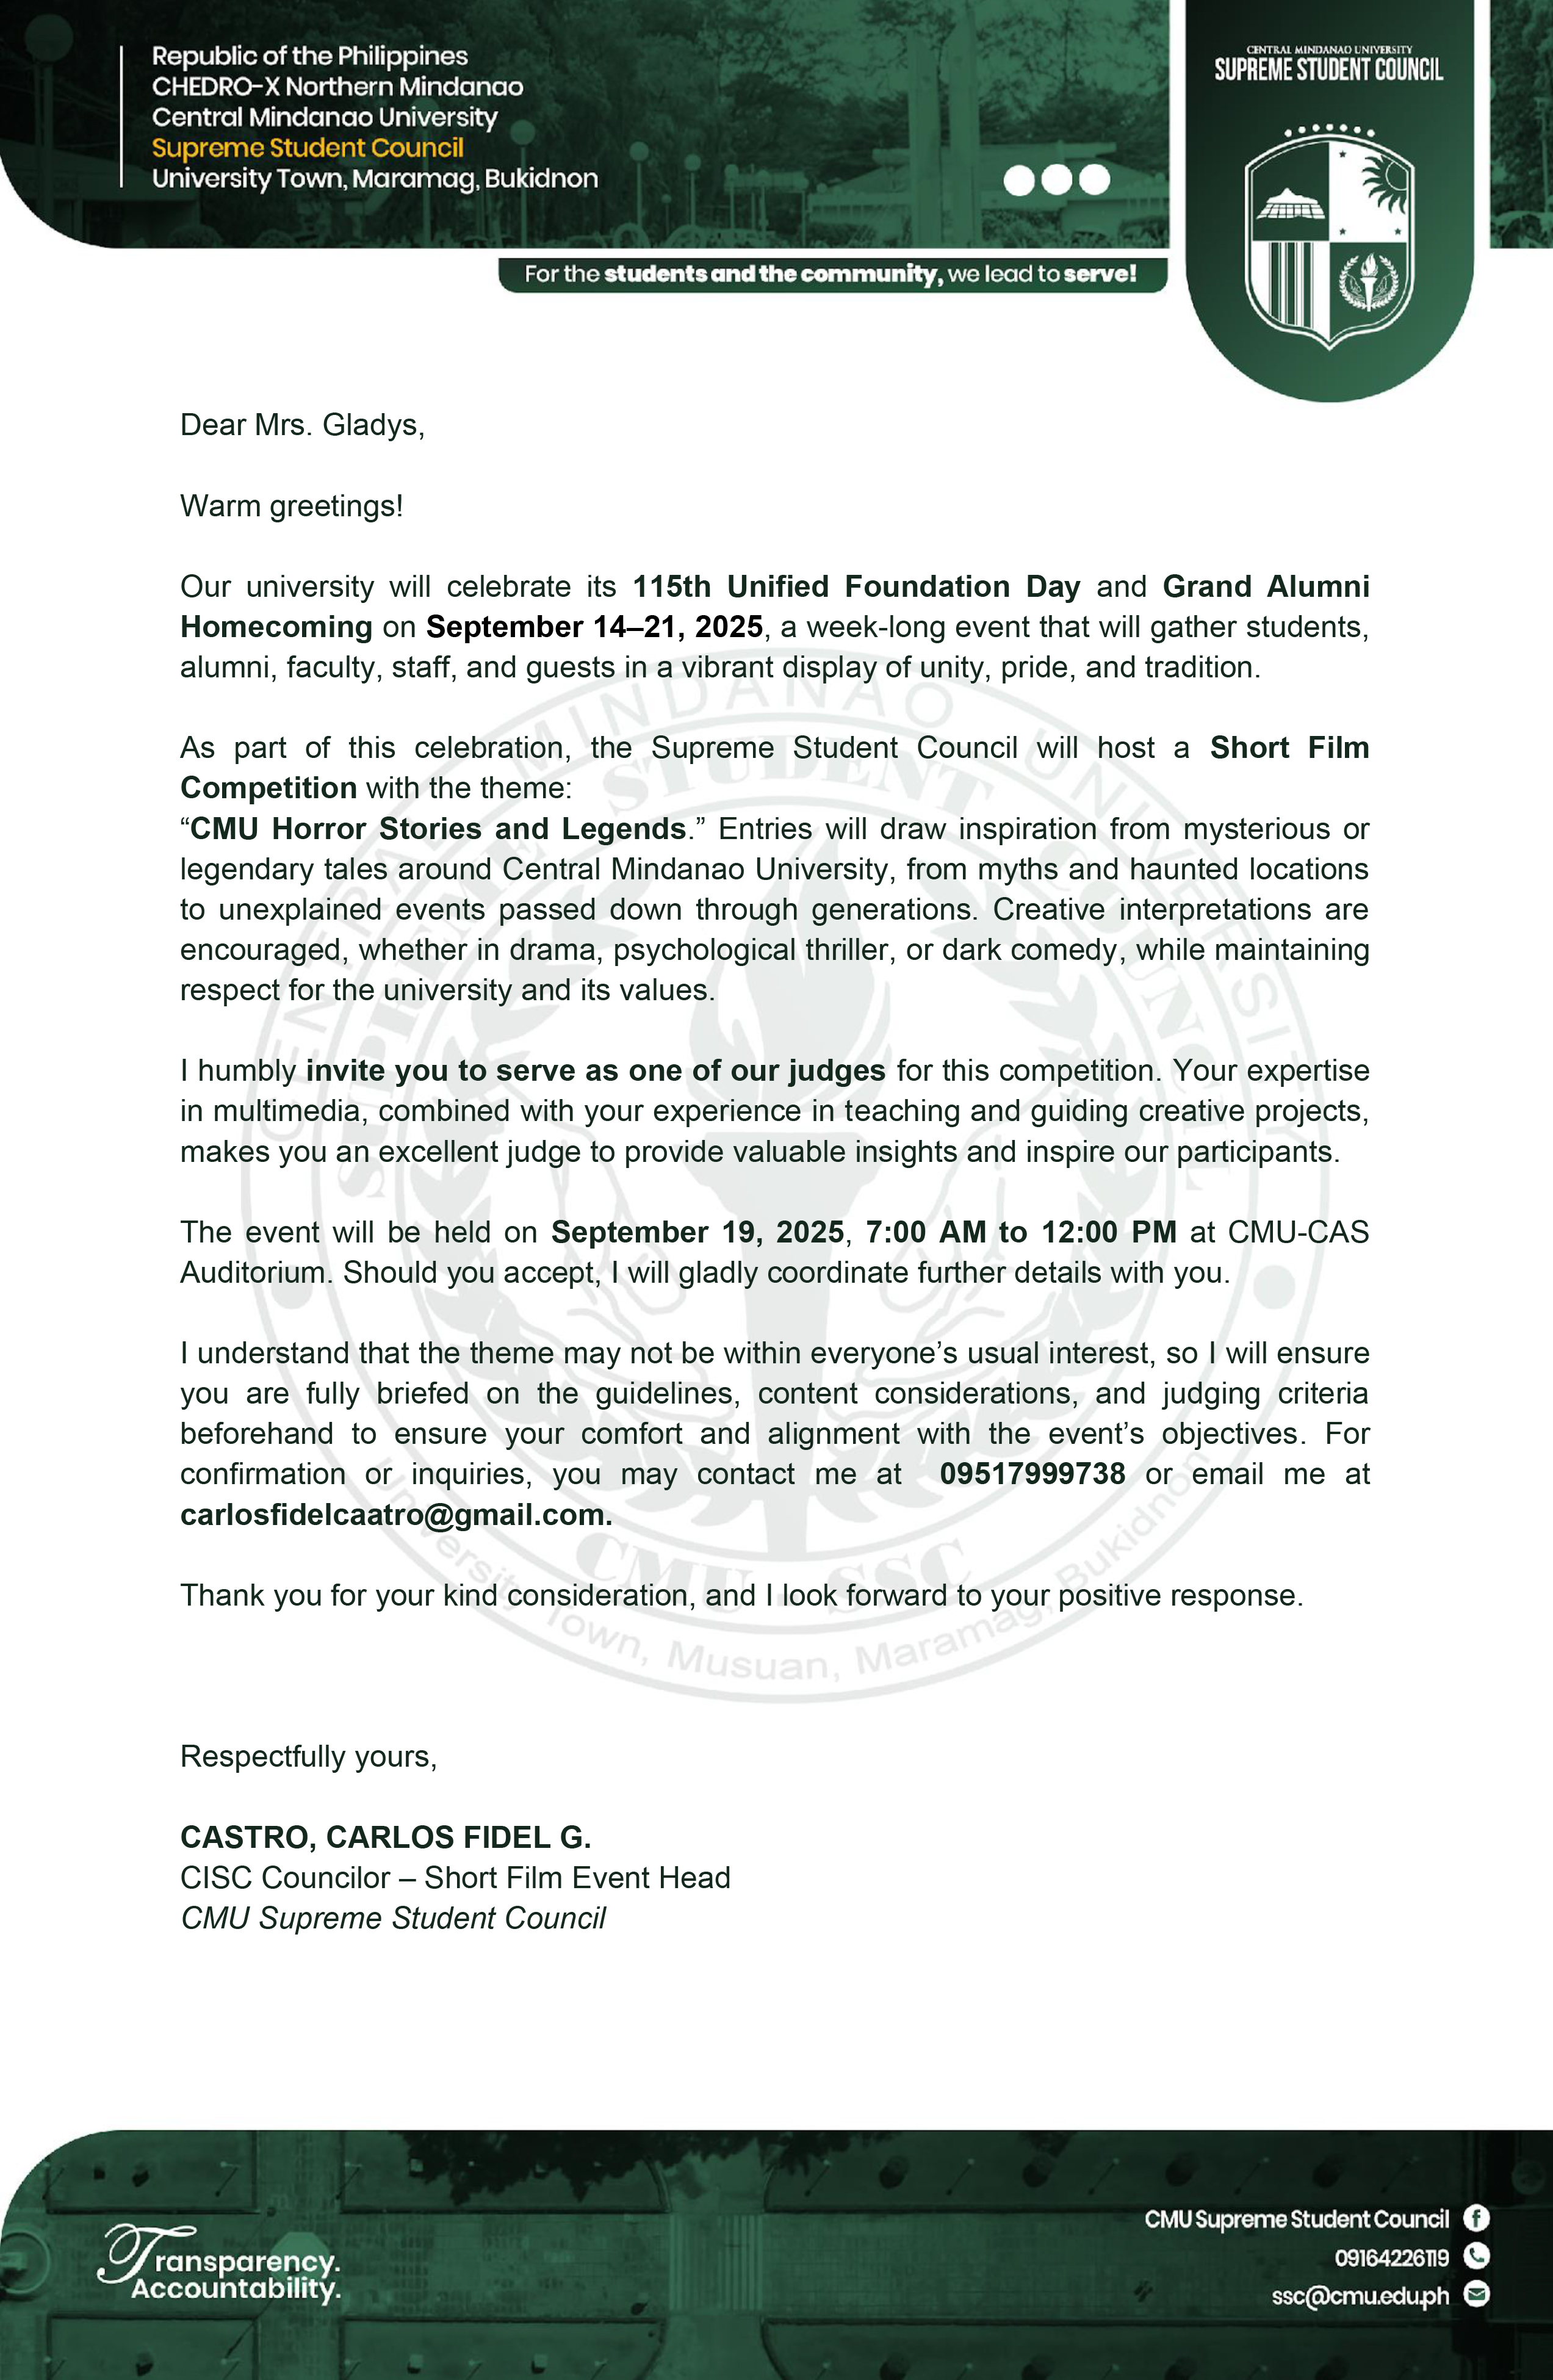 Republic of the Philippines
CHEDRO-X Northern Mindanao
Central Mindanao University
Supreme Student Council
University Town, Maramag, Bukidnon
CENTRAL MINDANAO UNIVERSITY
SUPREME STUDENT COUNCIL
For the students and the community, we lead to serve!
Dear Mrs. Gladys,
Warm greetings!
Our university will celebrate its 115th Unified Foundation Day and Grand Alumni
Homecoming on September 14–21, 2025, a week-long event that will gather students,
alumni, faculty, staff, and guests in a vibrant display of unity, pride, and tradition.
As part of this celebration, the Supreme Student Council will host a Short Film
Competition with the theme:
“CMU Horror Stories and Legends.” Entries will draw inspiration from mysterious or
legendary tales around Central Mindanao University, from myths and haunted locations
to unexplained events passed down through generations. Creative interpretations are
encouraged, whether in drama, psychological thriller, or dark comedy, while maintaining
respect for the university and its values.
I humbly invite you to serve as one of our judges for this competition. Your expertise
in multimedia, combined with your experience in teaching and guiding creative projects,
makes you an excellent judge to provide valuable insights and inspire our participants.
The event will be held on September 19, 2025, 7:00 AM to 12:00 PM at CMU-CAS
Auditorium. Should you accept, I will gladly coordinate further details with you.
I understand that the theme may not be within everyone’s usual interest, so I will ensure
you are fully briefed on the guidelines, content considerations, and judging criteria
beforehand to ensure your comfort and alignment with the event’s objectives. For
confirmation or inquiries, you may contact me at 09517999738 or email me at
carlosfidelcaatro@gmail.com.
Thank you for your kind consideration, and I look forward to your positive response.
Respectfully yours,
CASTRO, CARLOS FIDEL G.
CISC Councilor – Short Film Event Head
CMU Supreme Student Council
CENTRAL MINDANAO UNIVERSITY
SUPREME STUDENT COUNCIL
CMU - SSC
University Town, Musuan, Maramag, Bukidnon
Transparency.
Accountability.
CMU Supreme Student Council
09164226119
ssc@cmu.edu.ph